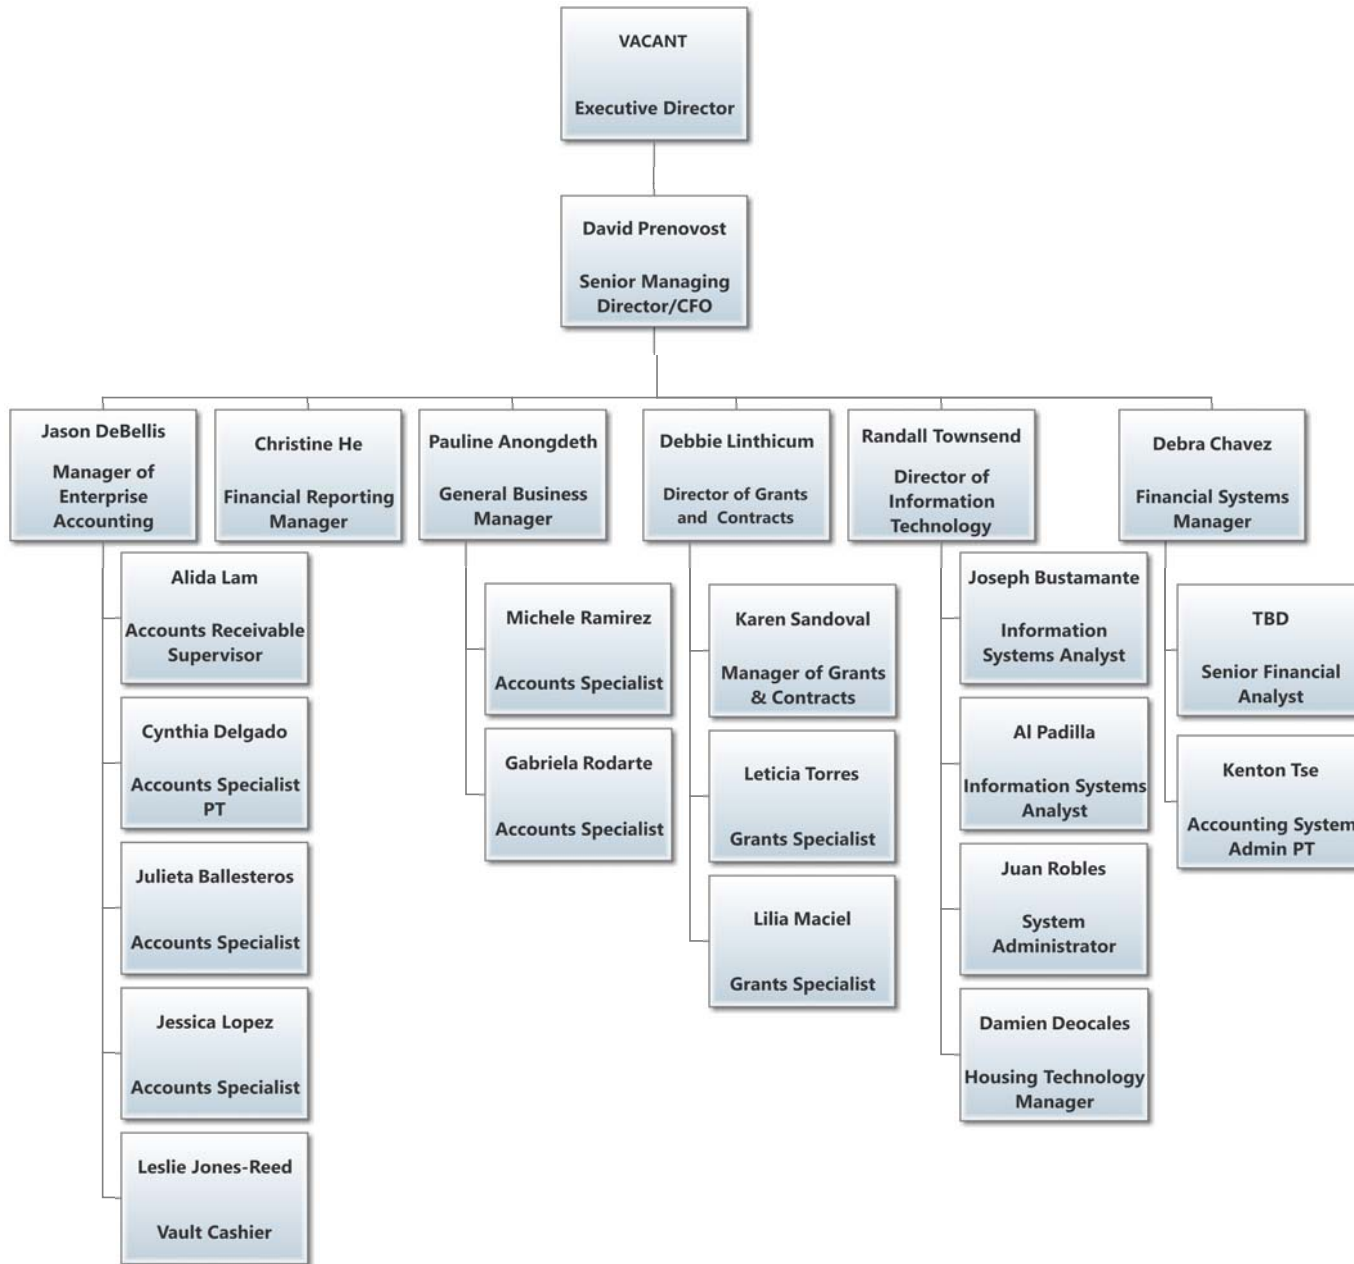 VACANT
Executive Director
David Prenovost
Senior Managing
Director/CFO
Jason DeBellis
Manager of
Enterprise
Accounting
Christine He
Financial Reporting
Manager
Pauline Anongdeth
General Business
Manager
Debbie Linthicum
Director of Grants
and Contracts
Randall Townsend
Director of
Information
Technology
Debra Chavez
Financial Systems
Manager
Alida Lam
Accounts Receivable
Supervisor
Cynthia Delgado
Accounts Specialist
PT
Julieta Ballesteros
Accounts Specialist
Jessica Lopez
Accounts Specialist
Leslie Jones-Reed
Vault Cashier
Michele Ramirez
Accounts Specialist
Gabriela Rodarte
Accounts Specialist
Karen Sandoval
Manager of Grants
& Contracts
Leticia Torres
Grants Specialist
Lilia Maciel
Grants Specialist
Joseph Bustamante
Information
Systems Analyst
Al Padilla
Information Systems
Analyst
Juan Robles
System
Administrator
Damien Deocales
Housing Technology
Manager
TBD
Senior Financial
Analyst
Kenton Tse
Accounting System
Admin PT